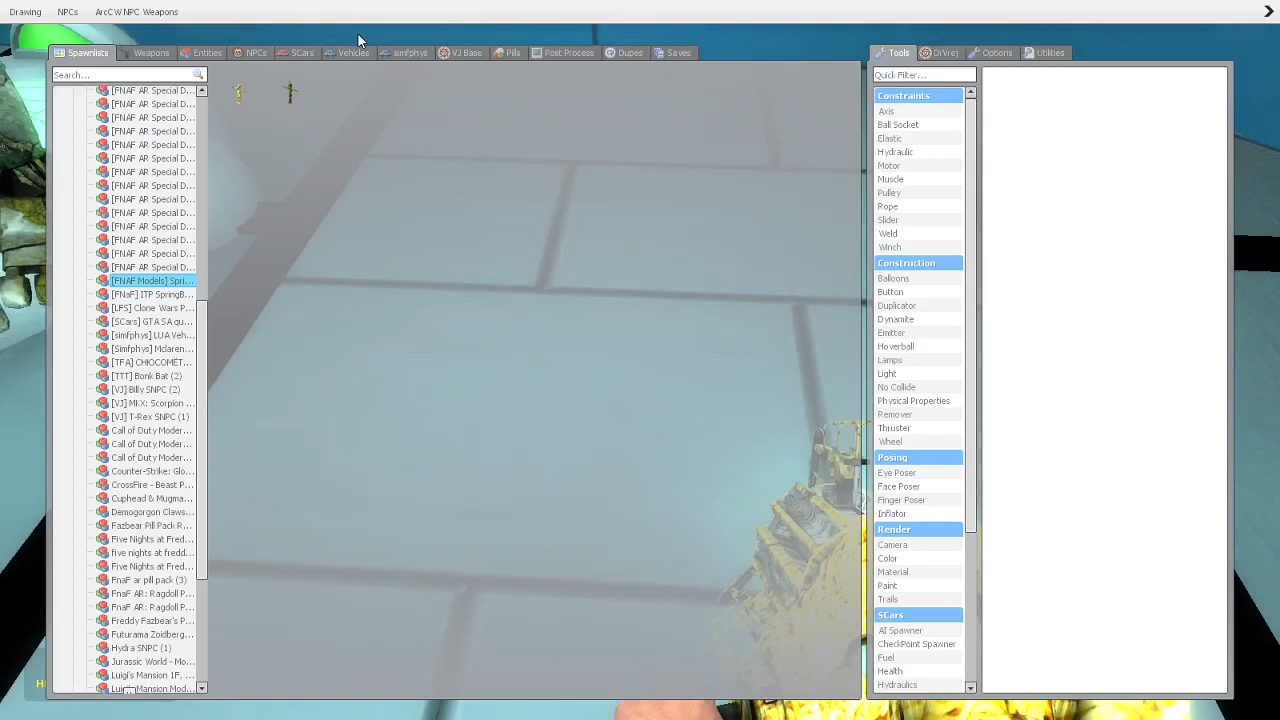 Drawing NPCs ArcCW NPC Weapons
Spawnlists Weapons Entities NPCs SCars Vehicles simfphys VJ Base Pills Post Process Dupes Saves
Search...
[FNAF AR Special D...
[FNAF AR Special D...
[FNAF AR Special D...
[FNAF AR Special D...
[FNAF AR Special D...
[FNAF AR Special D...
[FNAF AR Special D...
[FNAF AR Special D...
[FNAF AR Special D...
[FNAF AR Special D...
[FNAF AR Special D...
[FNAF AR Special D...
[FNAF AR Special D...
[FNAF AR Special D...
[FNAF Models] Spri...
[FNaF] ITP SpringB...
[LFS] Clone Wars P...
[SCars] GTA SA qu...
[simfphys] LUA Veh...
[Simfphys] Mclaren...
[TFA] CHIOCOMÉT...
[TTT] Bonk Bat (2)
[VJ] Billy SNPC (2)
[VJ] MKX: Scorpion ...
[VJ] T-Rex SNPC (1)
Call of Duty Moder...
Call of Duty Moder...
Call of Duty Moder...
Counter-Strike: Glo...
CrossFire - Beast P...
Cuphead & Mugma...
Demogorgon Claws...
Fazbear Pill Pack R...
Five Nights at Fred...
five nights at fredd...
Five Nights at Fred...
FnaF ar pill pack (3)
FnaF AR: Ragdoll P...
FnaF AR: Ragdoll P...
Freddy Fazbear's P...
Futurama Zoidberg...
Hydra SNPC (1)
Jurassic World - Mo...
Luigi's Mansion 1F, ...
Luigi's Mansion Mod...
Tools DrVrej Options Utilities
Quick Filter...
Constraints
Axis
Ball Socket
Elastic
Hydraulic
Motor
Muscle
Pulley
Rope
Slider
Weld
Winch
Construction
Balloons
Button
Duplicator
Dynamite
Emitter
Hoverball
Lamps
Light
No Collide
Physical Properties
Remover
Thruster
Wheel
Posing
Eye Poser
Face Poser
Finger Poser
Inflator
Render
Camera
Color
Material
Paint
Trails
SCars
AI Spawner
CheckPoint Spawner
Fuel
Health
Hydraulics